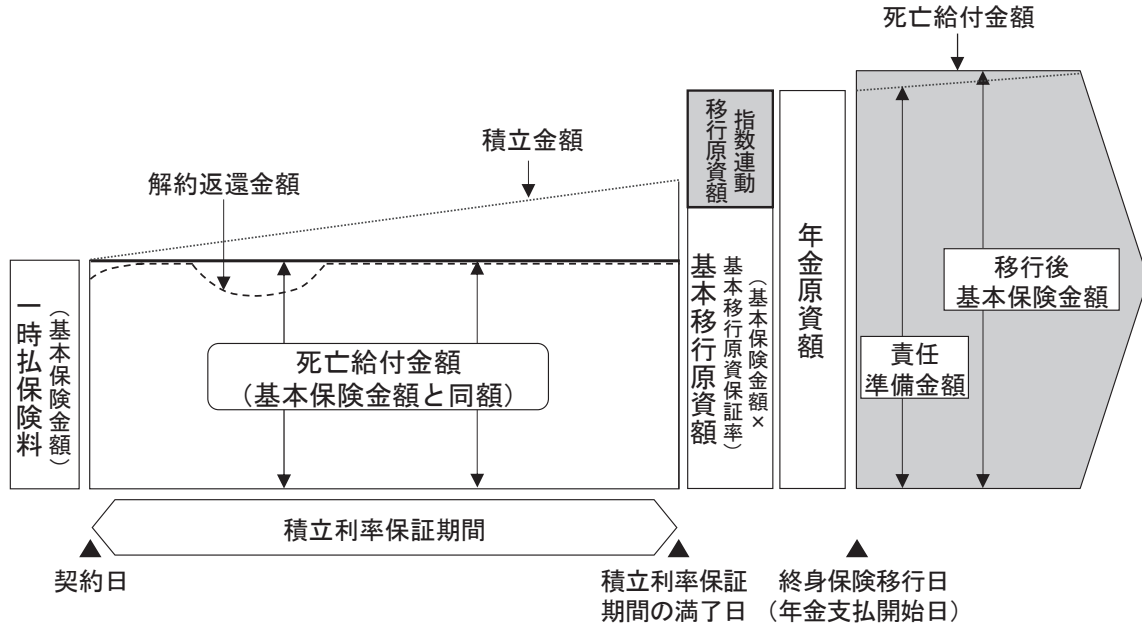 死亡給付金額
積立金額
解約返還金額
指数連動
移行原資額
一時払保険料
（基本保険金額）
死亡給付金額
（基本保険金額と同額）
基本移行原資額
（基本保険金額×
基本移行原資保証率）
年金原資額
移行後
基本保険金額
責任
準備金額
積立利率保証期間
契約日
積立利率保証
期間の満了日
終身保険移行日
（年金支払開始日）